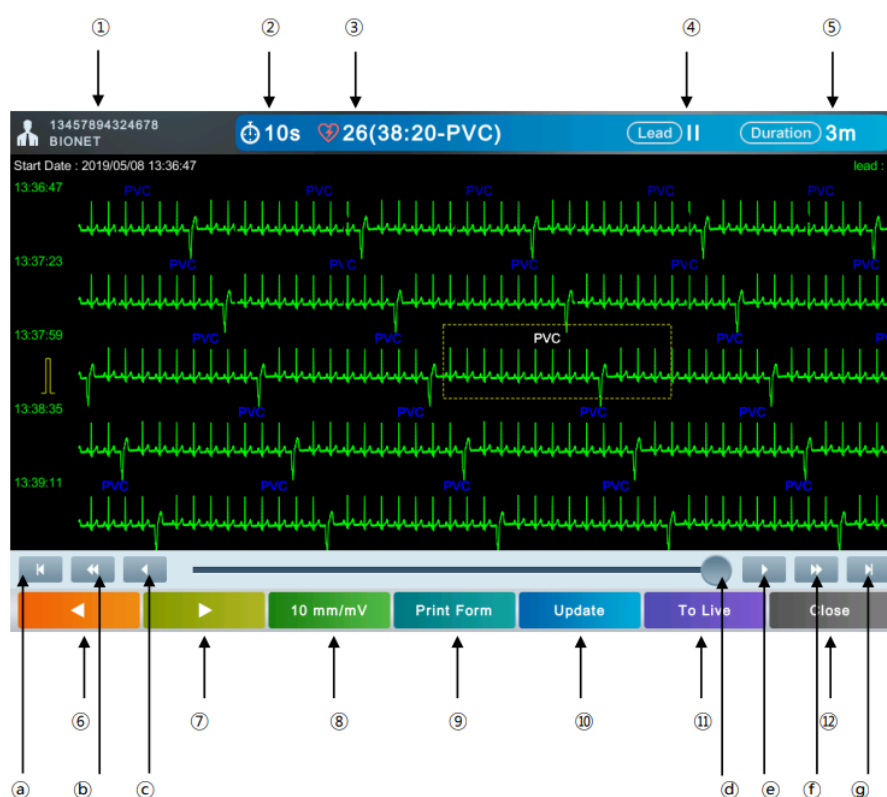 ① ② ③ ④ ⑤
13457894324678
BIONET
10s 26(38:20-PVC) Lead II Duration 3m
Start Date : 2019/05/08 13:36:47 lead :
13:36:47 PVC PVC PVC PVC PVC
13:37:23 PVC PVC PVC PVC
13:37:59 PVC PVC PVC PVC
13:38:35 PVC PVC PVC PVC
13:39:11 PVC PVC PVC PVC PVC
10 mm/mV Print Form Update To Live Close
⑥ ⑦ ⑧ ⑨ ⑩ ⑪ ⑫
ⓐ ⓑ ⓒ ⓓ ⓔ ⓕ ⓖ